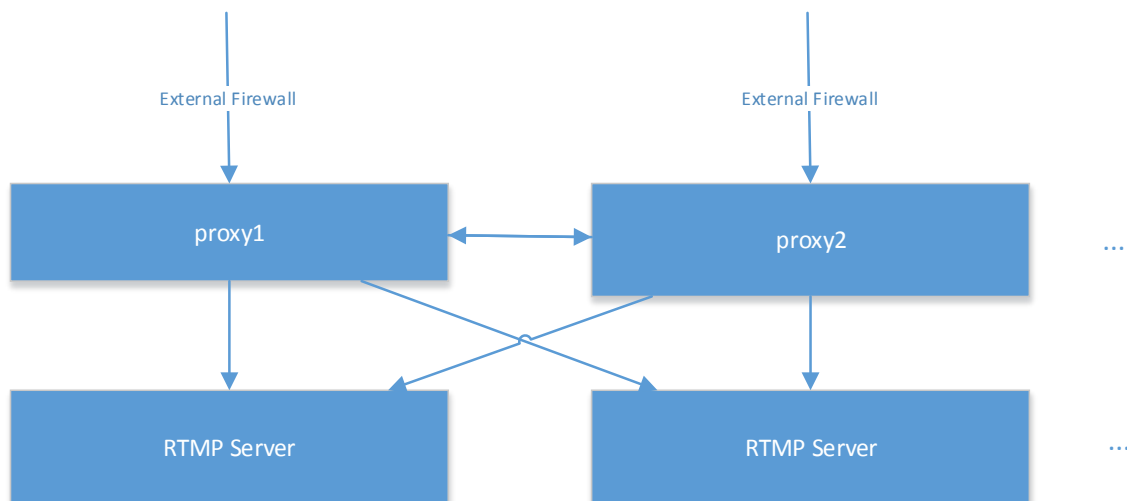 External Firewall
External Firewall
proxy1
proxy2
...
RTMP Server
RTMP Server
...